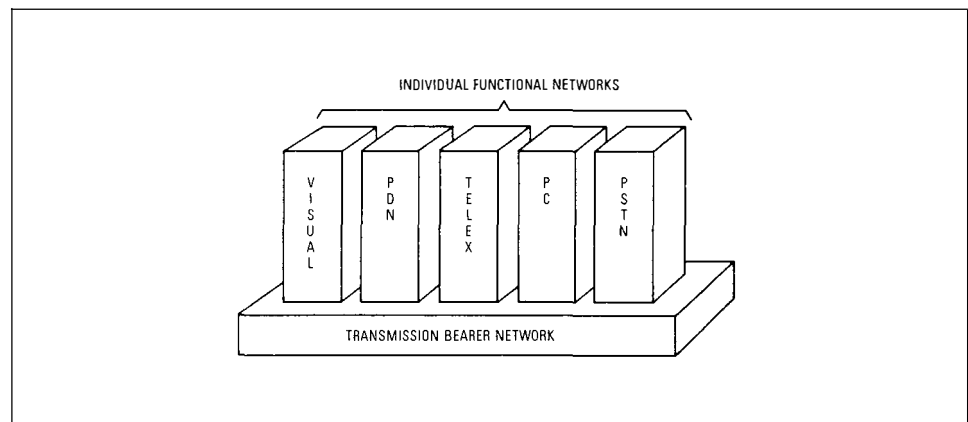 INDIVIDUAL FUNCTIONAL NETWORKS
VISUAL
PDN
TELEX
PC
PSTN
TRANSMISSION BEARER NETWORK